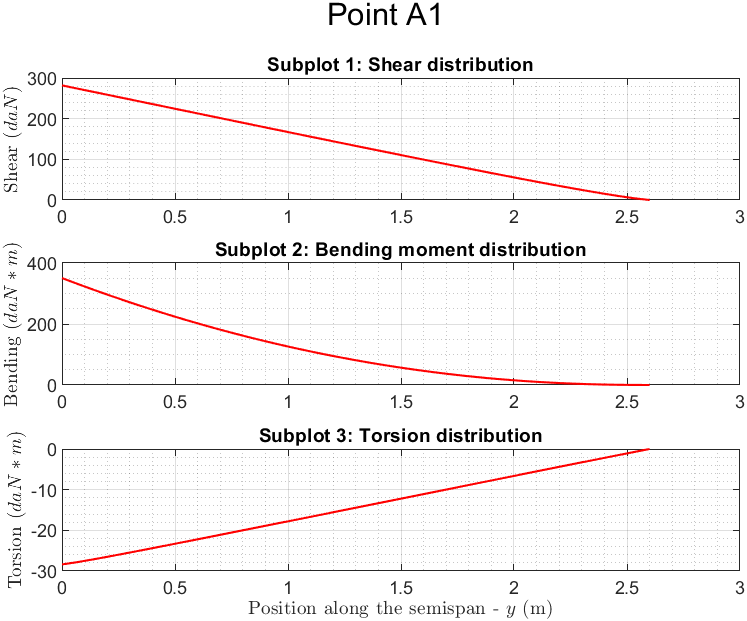 Point A1
Subplot 1: Shear distribution
Shear (daN)
300
200
100
0
0 0.5 1 1.5 2 2.5 3
Subplot 2: Bending moment distribution
Bending (daN * m)
400
200
0
0 0.5 1 1.5 2 2.5 3
Subplot 3: Torsion distribution
Torsion (daN * m)
0
-10
-20
-30
0 0.5 1 1.5 2 2.5 3
Position along the semispan - y (m)